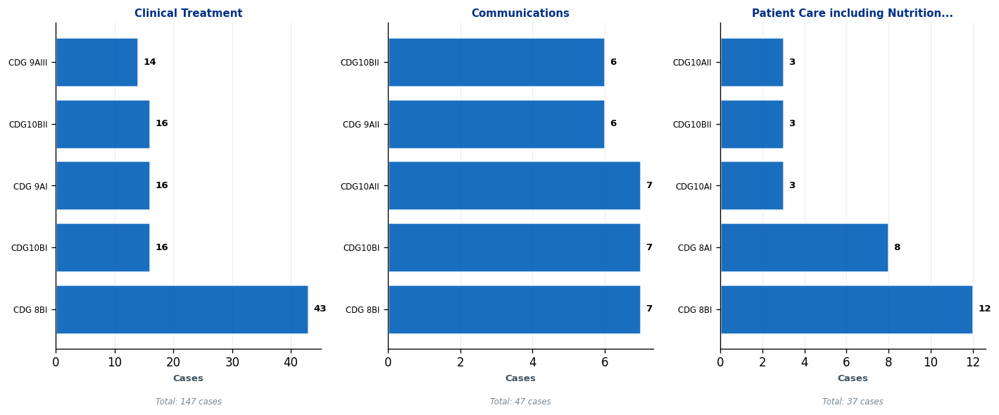 Clinical Treatment
CDG 9AIII
14
CDG10BII
16
CDG 9AI
16
CDG10BI
16
CDG 8BI
43
0 10 20 30 40
Cases
Total: 147 cases
Communications
CDG10BII
6
CDG 9AII
6
CDG10AII
7
CDG10BI
7
CDG 8BI
7
0 2 4 6
Cases
Total: 47 cases
Patient Care including Nutrition...
CDG10AII
3
CDG10BII
3
CDG10AI
3
CDG 8AI
8
CDG 8BI
12
0 2 4 6 8 10 12
Cases
Total: 37 cases